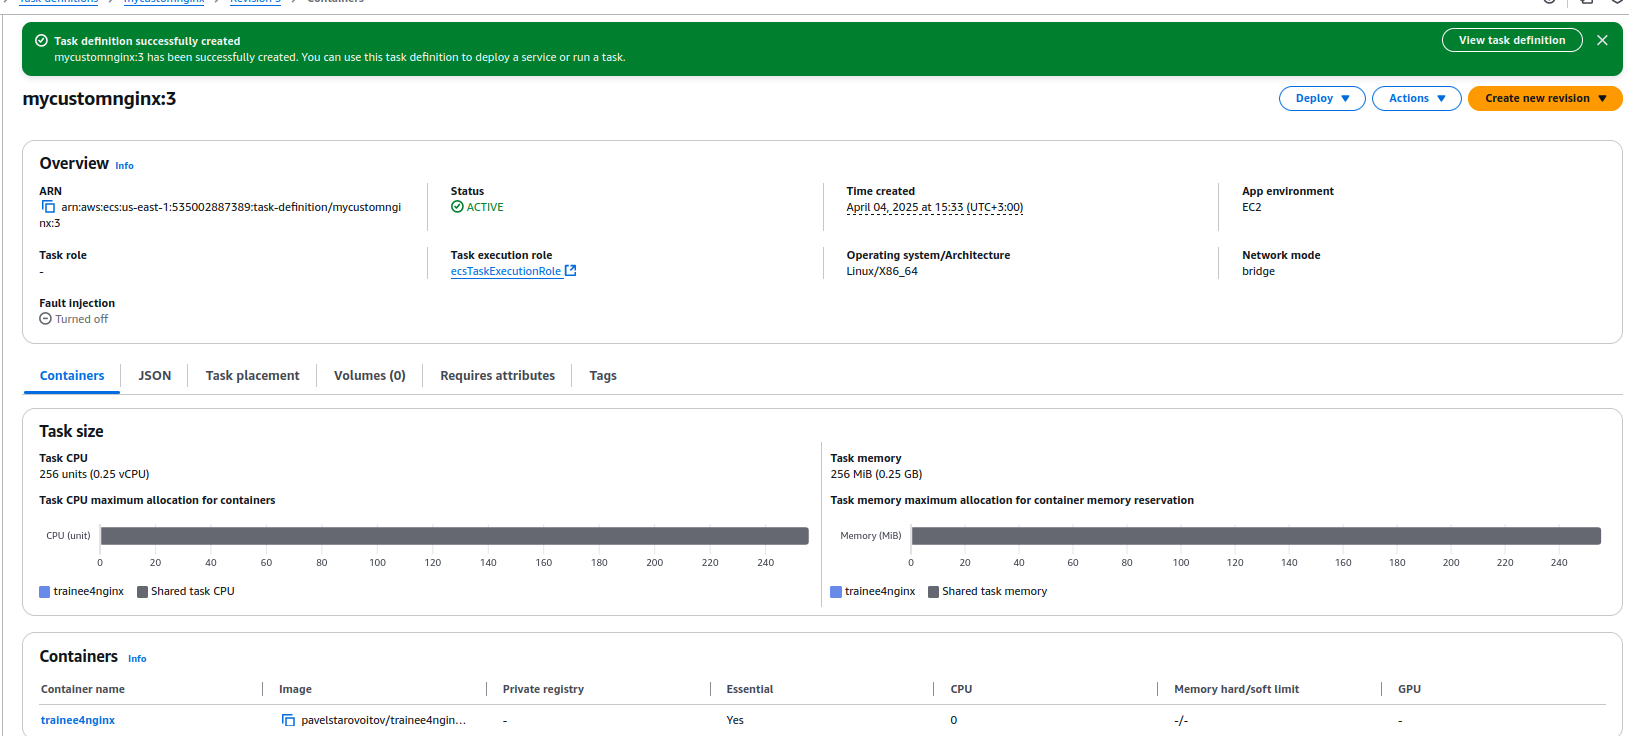 Task definitions > mycustomnginx > Revision 3 > Containers
Task definition successfully created
mycustomnginx:3 has been successfully created. You can use this task definition to deploy a service or run a task.
View task definition
mycustomnginx:3
Deploy
Actions
Create new revision
Overview Info
ARN
arn:aws:ecs:us-east-1:535002887389:task-definition/mycustomngi
nx:3
Status
ACTIVE
Time created
April 04, 2025 at 15:33 (UTC+3:00)
App environment
EC2
Task role
-
Task execution role
ecsTaskExecutionRole
Operating system/Architecture
Linux/X86_64
Network mode
bridge
Fault injection
Turned off
Containers
JSON
Task placement
Volumes (0)
Requires attributes
Tags
Task size
Task CPU
256 units (0.25 vCPU)
Task CPU maximum allocation for containers
CPU (unit)
0 20 40 60 80 100 120 140 160 180 200 220 240
trainee4nginx Shared task CPU
Task memory
256 MiB (0.25 GB)
Task memory maximum allocation for container memory reservation
Memory (MiB)
0 20 40 60 80 100 120 140 160 180 200 220 240
trainee4nginx Shared task memory
Containers Info
Container name Image Private registry Essential CPU Memory hard/soft limit GPU
trainee4nginx pavelstarovoitov/trainee4ngin... - Yes 0 -/- -